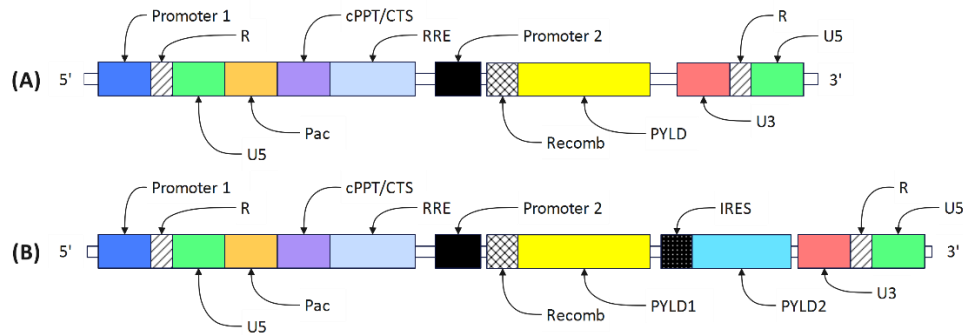 Promoter 1
R
cPPT/CTS
RRE
Promoter 2
R
U5
(A)
5'
3'
U5
Pac
Recomb
PYLD
U3
Promoter 1
R
cPPT/CTS
RRE
Promoter 2
IRES
R
U5
(B)
5'
3'
U5
Pac
Recomb
PYLD1
PYLD2
U3